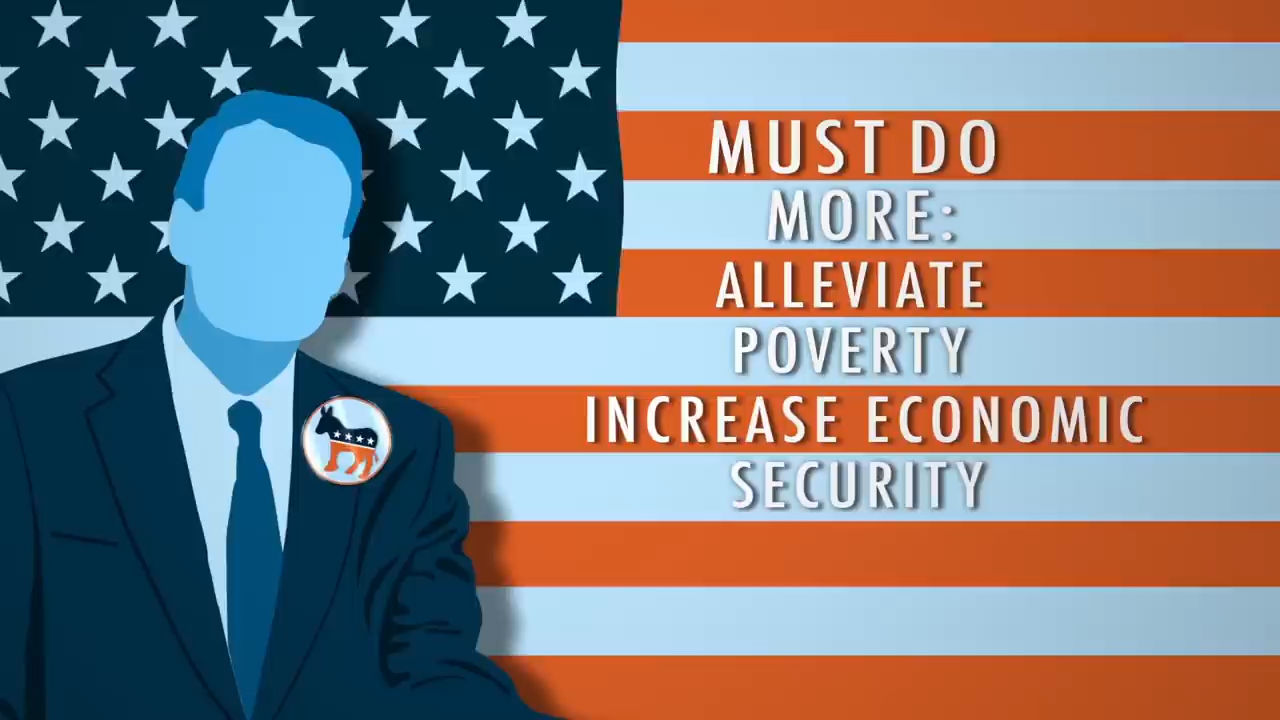 MUST DO
MORE:
ALLEVIATE
POVERTY
INCREASE ECONOMIC
SECURITY